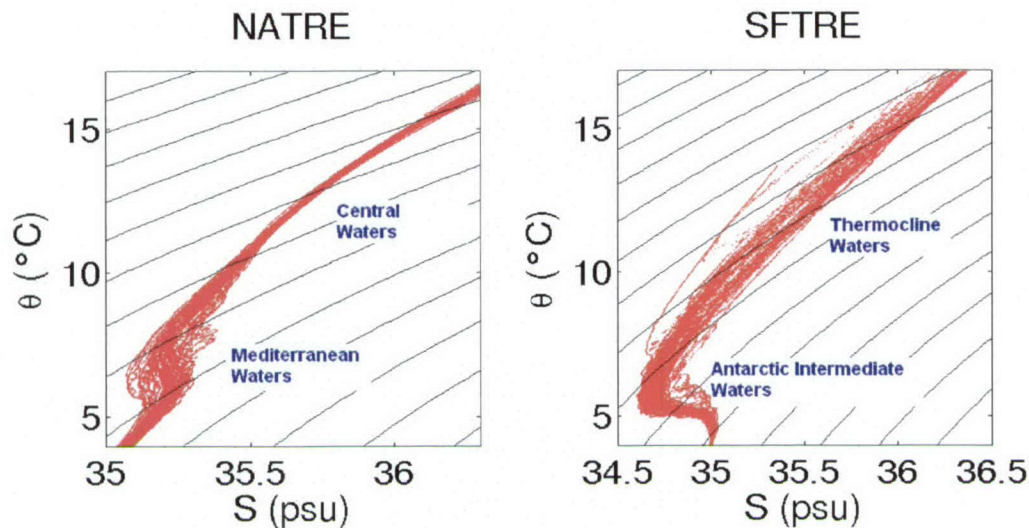 NATRE
SFTRE
15
10
5
θ (°C)
Central
Waters
Mediterranean
Waters
35
35.5
36
S (psu)
15
10
5
θ (°C)
Thermocline
Waters
Antarctic Intermediate
Waters
34.5
35
35.5
36
36.5
S (psu)